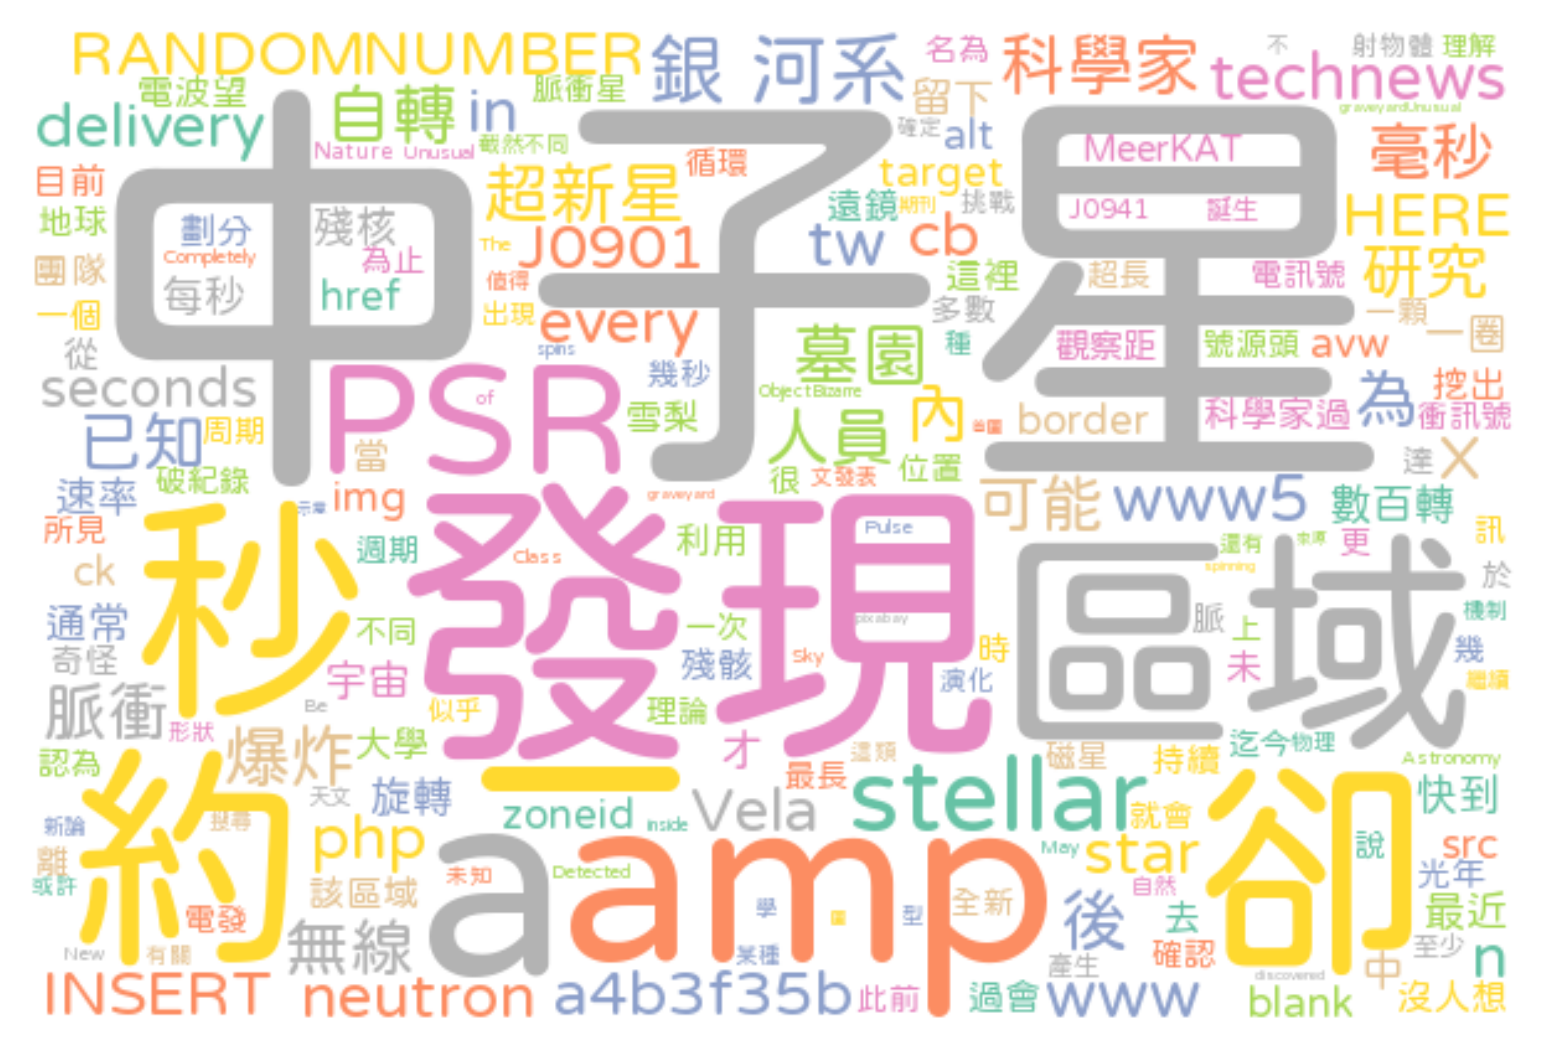 RANDOMNUMBER 銀 河系 名為 科學家 不 射物體 理解
電波望 脈衝星 留下 technews
delivery 自轉 in 確定 alt graveyardUnusual
Nature Unusual 截然不同 循環 MeerKAT 毫秒
目前 超新星 target
地球 劃分 殘核 遠鏡 期刊 挑戰 J0941 誕生 HERE
中子星
Completely 為止 The J0901 tw cb
團隊 每秒 href 值得 這裡 超長 電訊號 研究
一個 出現 every 多數 一顆 一圈
從 spins 墓園 種 觀察距 號源頭 avw
seconds PSR of 幾秒 ObjectBizarre 為 挖出
已知 周期 雪梨 人員 內 border 科學家過 衝訊號
當 很 文發表 位置 達 X
速率 破紀錄 img graveyard 可能 www5 數百轉
所見 秒 發現 Pulse 區域 訊
週期 Class 利用 還有 更
ck spinning 於
通常 不同 一次 pixabay 脈 上 機制
奇怪 宇宙 殘骸 Sky 時 未 幾
脈衝 Be 似乎 理論 演化 繼續
形狀 爆炸 大學 才 這類 磁星 持續 迄今 物理
認為 一 最長 Astronomy
天文 旋轉 zoneid inside Vela stellar 就會 快到
新論 搜尋 php May star 說 src
離 約 未知 Detected a amp 卻 光年
或許 該區域 全新 自然
電發 學 圖 型 後 去 最近
New 有關 無線 某種 產生 確認 中 至少 n
INSERT neutron a4b3f35b 此前 過會 www discovered blank 沒人想